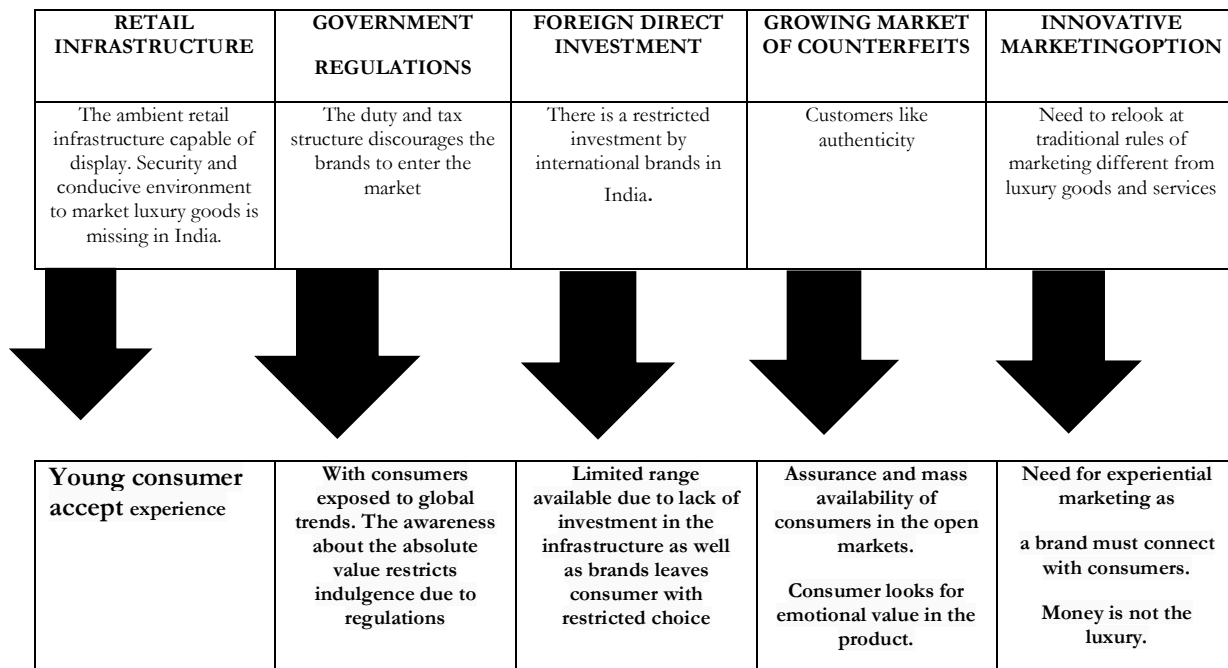 RETAIL
INFRASTRUCTURE
GOVERNMENT
REGULATIONS
FOREIGN DIRECT
INVESTMENT
GROWING MARKET
OF COUNTERFEITS
INNOVATIVE
MARKETINGOPTION
The ambient retail
infrastructure capable of
display. Security and
conducive environment
to market luxury goods is
missing in India.
The duty and tax
structure discourages the
brands to enter the
market
There is a restricted
investment by
international brands in
India.
Customers like
authenticity
Need to relook at
traditional rules of
marketing different from
luxury goods and services
Young consumer
accept experience
With consumers
exposed to global
trends. The awareness
about the absolute
value restricts
indulgence due to
regulations
Limited range
available due to lack of
investment in the
infrastructure as well
as brands leaves
consumer with
restricted choice
Assurance and mass
availability of
consumers in the open
markets.
Consumer looks for
emotional value in the
product.
Need for experiential
marketing as
a brand must connect
with consumers.
Money is not the
luxury.